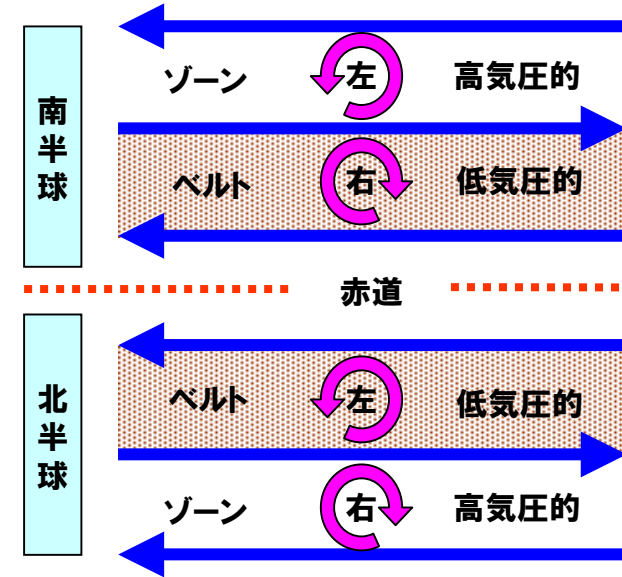 南半球
ゾーン 左 高気圧的
ベルト 右 低気圧的
赤道
北半球
ベルト 左 低気圧的
ゾーン 右 高気圧的